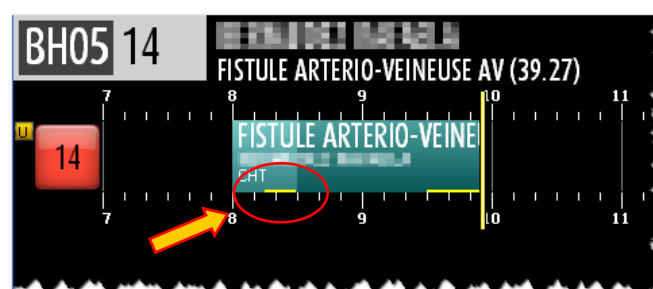 BH05 14
FISTULE ARTERIO-VEINEUSE AV (39.27)
7 8 9 10 11
U
14
FISTULE ARTERIO-VEINE
CHT
7 8 9 10 11